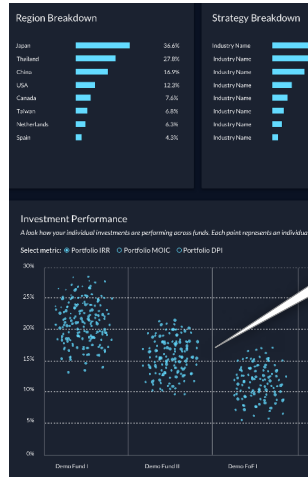 Region Breakdown
Japan 36.6%
Thailand 27.8%
China 16.9%
USA 12.3%
Canada 7.6%
Taiwan 6.8%
Netherlands 6.3%
Spain 4.3%
Strategy Breakdown
Industry Name
Industry Name
Industry Name
Industry Name
Industry Name
Industry Name
Industry Name
Industry Name
Investment Performance
A look how your individual investments are performing across funds. Each point represents an individua
Select metric: Portfolio IRR Portfolio MOIC Portfolio DPI
30%
25%
20%
15%
10%
5%
0%
Demo Fund I Demo Fund II Demo FoF I